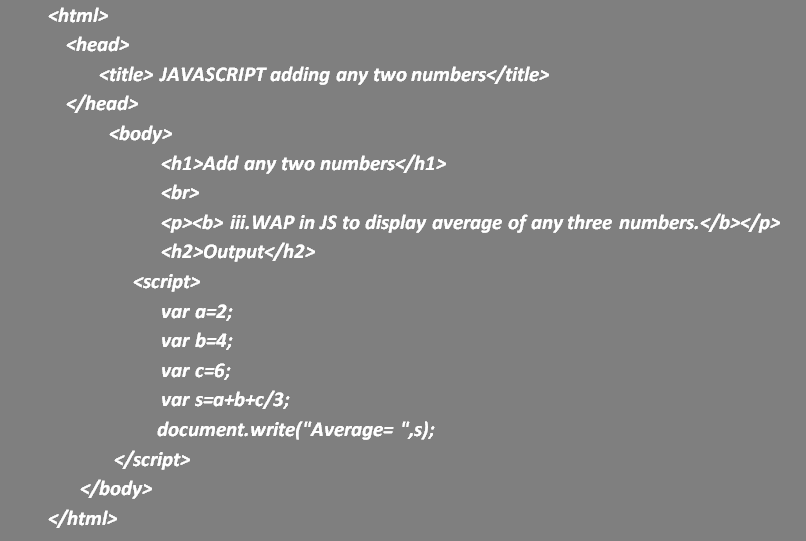 <html>
<head>
<title> JAVASCRIPT adding any two numbers</title>
</head>
<body>
<h1>Add any two numbers</h1>
<br>
<p><b> iii.WAP in JS to display average of any three numbers.</b></p>
<h2>Output</h2>
<script>
var a=2;
var b=4;
var c=6;
var s=a+b+c/3;
document.write("Average= ",s);
</script>
</body>
</html>